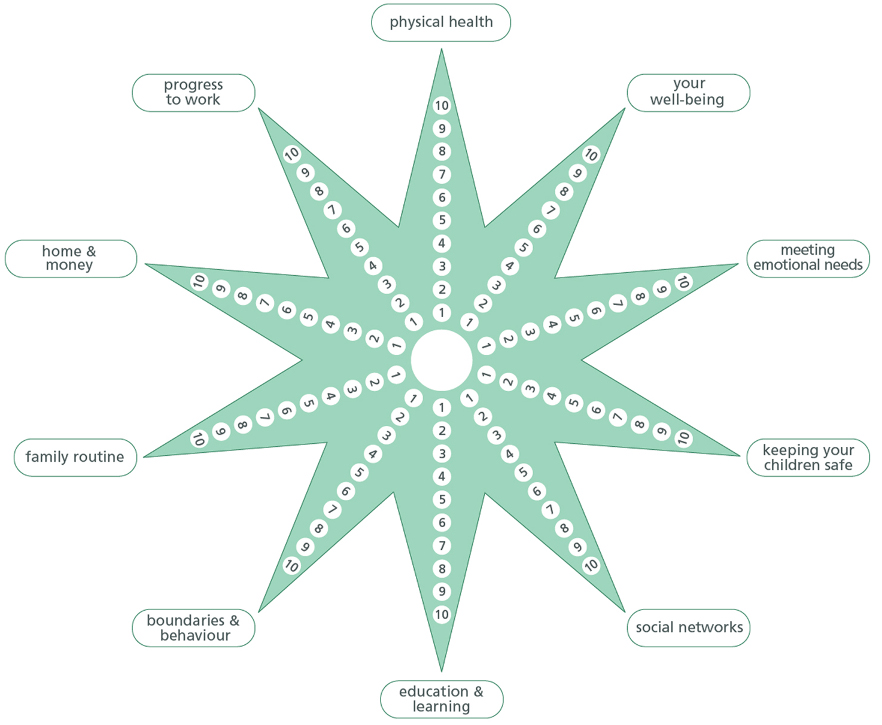 physical health
your
well-being
meeting
emotional needs
keeping your
children safe
social networks
education &
learning
boundaries &
behaviour
family routine
home &
money
progress
to work
10 9 8 7 6 5 4 3 2 1
1 2 3 4 5 6 7 8 9 10
1 2 3 4 5 6 7 8 9 10
1 2 3 4 5 6 7 8 9 10
1 2 3 4 5 6 7 8 9 10
1 2 3 4 5 6 7 8 9 10
1 2 3 4 5 6 7 8 9 10
10 9 8 7 6 5 4 3 2 1
10 9 8 7 6 5 4 3 2 1
10 9 8 7 6 5 4 3 2 1